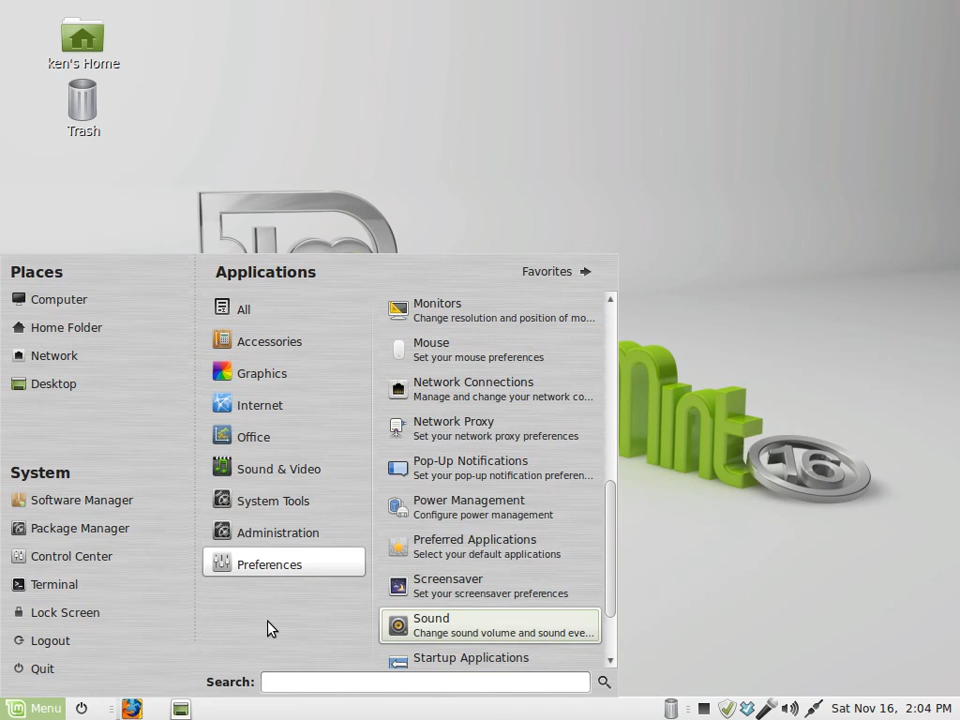 ken's Home
Trash
Places
Computer
Home Folder
Network
Desktop
System
Software Manager
Package Manager
Control Center
Terminal
Lock Screen
Logout
Quit
Applications
Favorites
All
Accessories
Graphics
Internet
Office
Sound & Video
System Tools
Administration
Preferences
Monitors
Change resolution and position of mo...
Mouse
Set your mouse preferences
Network Connections
Manage and change your network co...
Network Proxy
Set your network proxy preferences
Pop-Up Notifications
Set your pop-up notification preferen...
Power Management
Configure power management
Preferred Applications
Select your default applications
Screensaver
Set your screensaver preferences
Sound
Change sound volume and sound eve...
Startup Applications
Search:
mint
16
Menu
Sat Nov 16, 2:04 PM